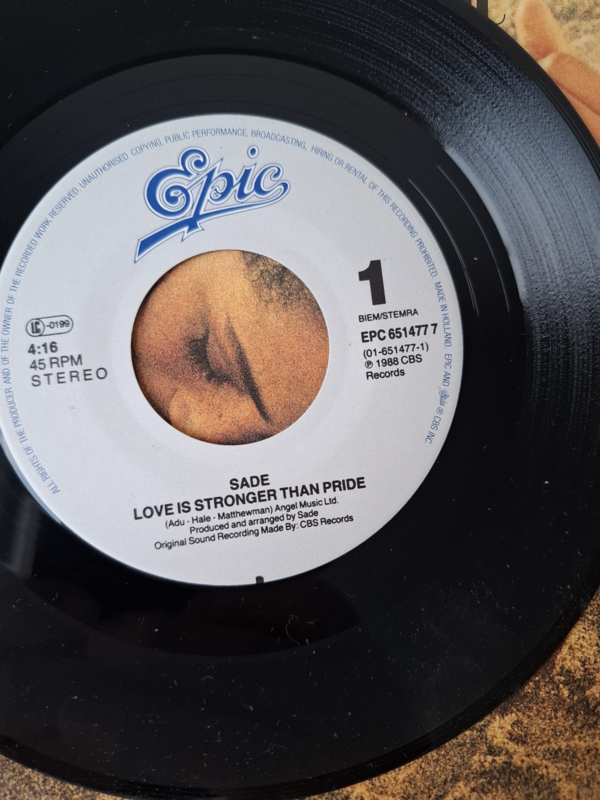 ALL RIGHTS OF THE PRODUCER AND OF THE OWNER OF THE RECORDED WORK RESERVED. UNAUTHORISED COPYING, PUBLIC PERFORMANCE, BROADCASTING, HIRING OR RENTAL OF THIS RECORDING PROHIBITED. MADE IN HOLLAND. EPIC AND Epic ® CBS INC.
Epic
1
BIEM/STEMRA
LC -0199
EPC 651477 7
4:16
(01-651477-1)
45 RPM
℗ 1988 CBS
STEREO
Records
SADE
LOVE IS STRONGER THAN PRIDE
(Adu - Hale - Matthewman) Angel Music Ltd.
Produced and arranged by Sade
Original Sound Recording Made By: CBS Records